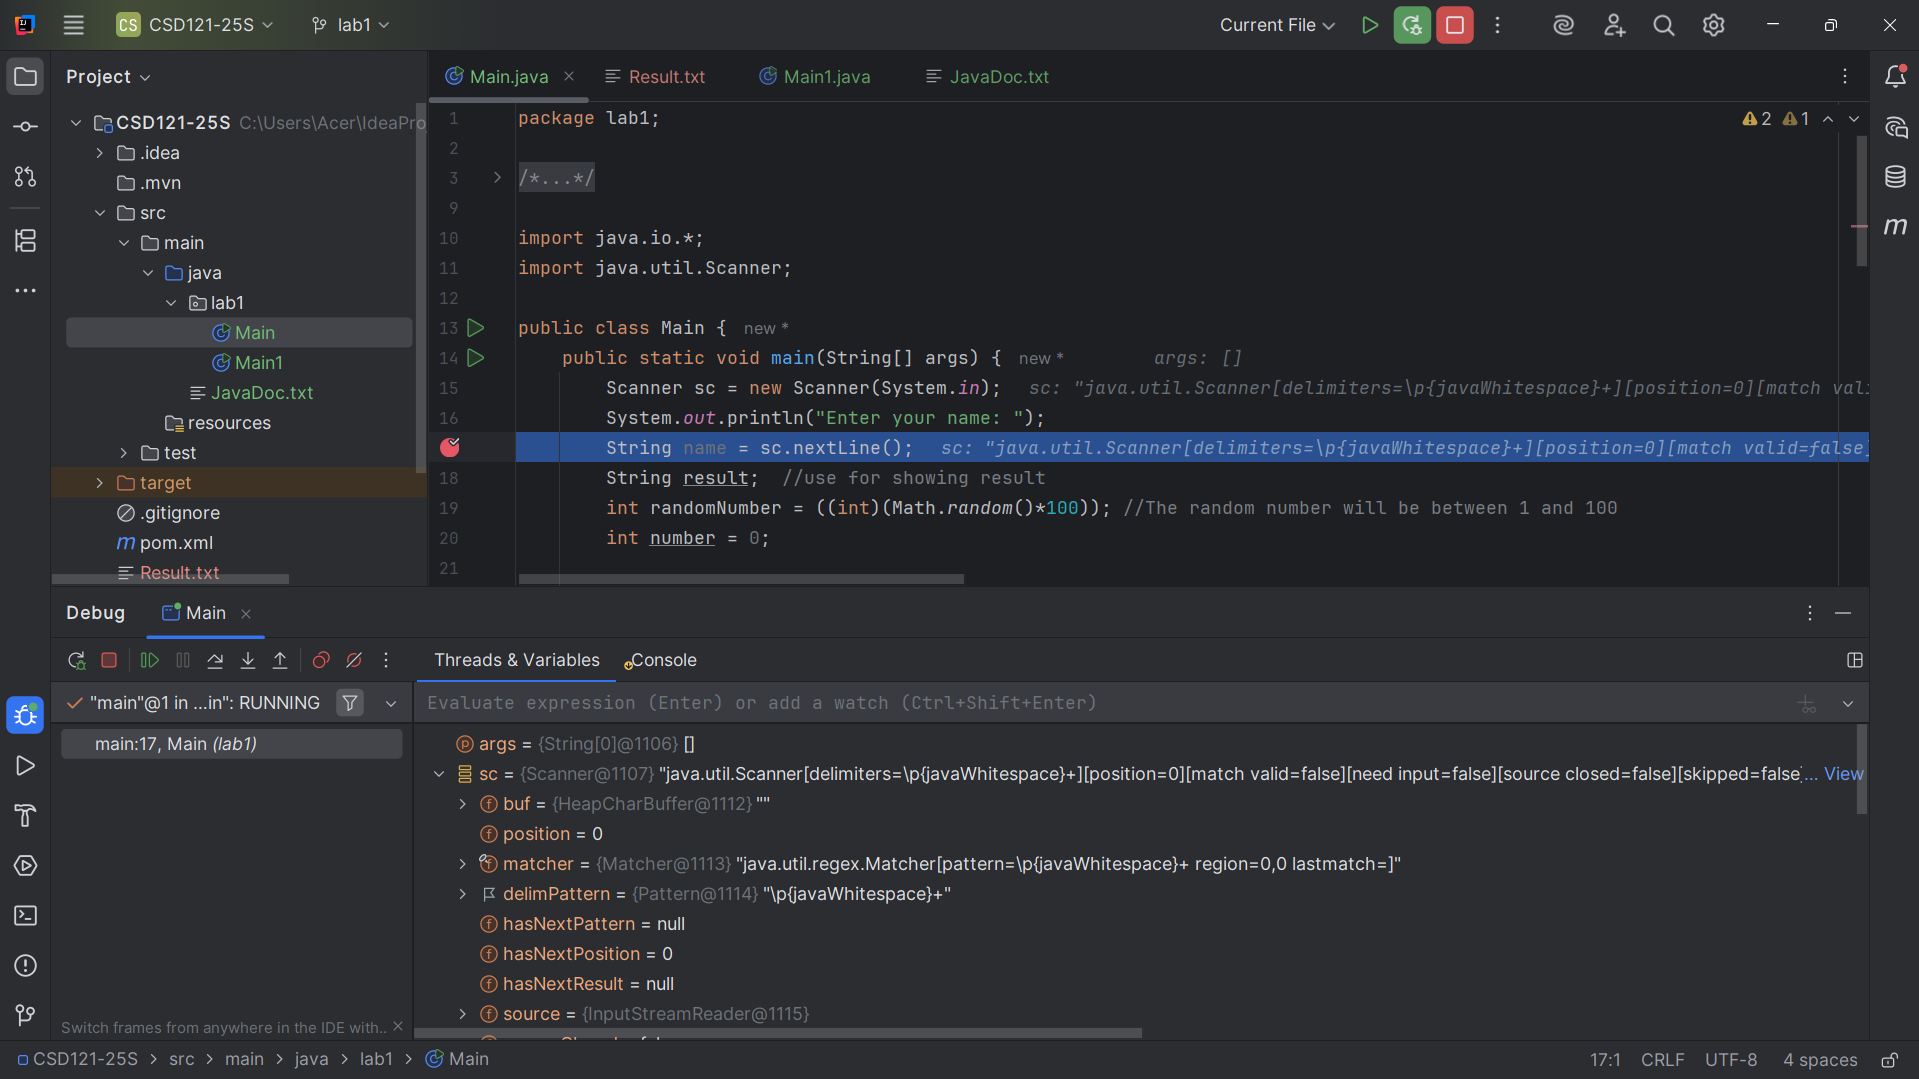 CS CSD121-25S lab1 Current File
Project
Main.java Result.txt Main1.java JavaDoc.txt
CSD121-25S C:\Users\Acer\IdeaPro
.idea
.mvn
src
main
java
lab1
Main
Main1
JavaDoc.txt
resources
test
target
.gitignore
m pom.xml
Result.txt
2 1
1 package lab1;
2
3 /*...*/
9
10 import java.io.*;
11 import java.util.Scanner;
12
13 public class Main { new *
14 public static void main(String[] args) { new * args: []
15 Scanner sc = new Scanner(System.in); sc: "java.util.Scanner[delimiters=\p{javaWhitespace}+][position=0][match vali
16 System.out.println("Enter your name: ");
String name = sc.nextLine(); sc: "java.util.Scanner[delimiters=\p{javaWhitespace}+][position=0][match valid=false]
18 String result; //use for showing result
19 int randomNumber = ((int)(Math.random()*100)); //The random number will be between 1 and 100
20 int number = 0;
21
m
Debug Main
Threads & Variables Console
"main"@1 in ...in": RUNNING
Evaluate expression (Enter) or add a watch (Ctrl+Shift+Enter)
main:17, Main (lab1)
p args = {String[0]@1106} []
sc = {Scanner@1107} "java.util.Scanner[delimiters=\p{javaWhitespace}+][position=0][match valid=false][need input=false][source closed=false][skipped=false]... View
f buf = {HeapCharBuffer@1112} ""
f position = 0
f matcher = {Matcher@1113} "java.util.regex.Matcher[pattern=\p{javaWhitespace}+ region=0,0 lastmatch=]"
delimPattern = {Pattern@1114} "\p{javaWhitespace}+"
f hasNextPattern = null
f hasNextPosition = 0
f hasNextResult = null
f source = {InputStreamReader@1115}
Switch frames from anywhere in the IDE with..
CSD121-25S > src > main > java > lab1 > Main
17:1 CRLF UTF-8 4 spaces